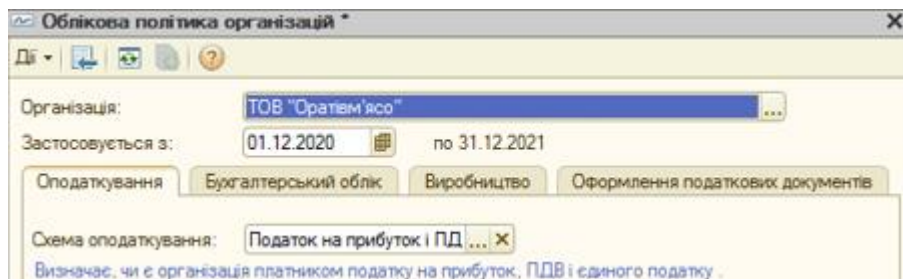 Облікова політика організацій *
Дії
Організація: ТОВ "Оратівм'ясо" ...
Застосовується з: 01.12.2020 по 31.12.2021
Оподаткування Бухгалтерський облік Виробництво Оформлення податкових документів
Схема оподаткування: Податок на прибуток і ПД ...
Визначає, чи є організація платником податку на прибуток, ПДВ і єдиного податку .